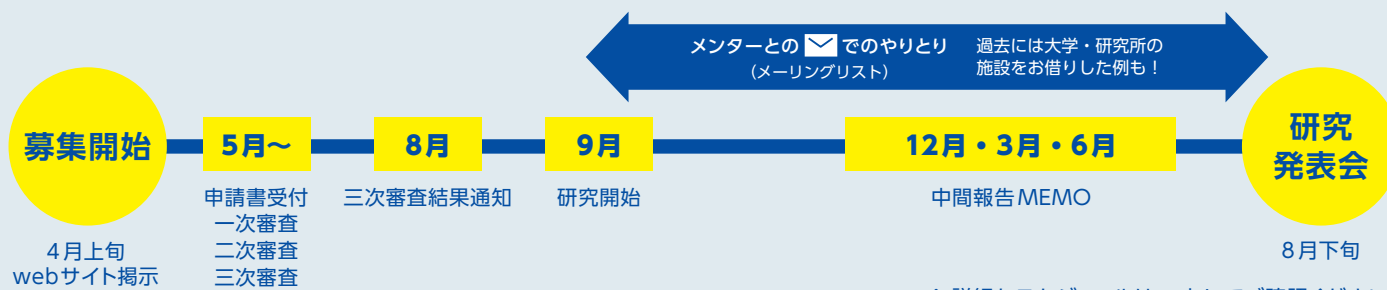 メンターとの でのやりとり
（メーリングリスト）
過去には大学・研究所の
施設をお借りした例も！
募集開始
4月上旬
webサイト掲示
5月〜
申請書受付
一次審査
二次審査
三次審査
8月
三次審査結果通知
9月
研究開始
12月・3月・6月
中間報告MEMO
研究
発表会
8月下旬